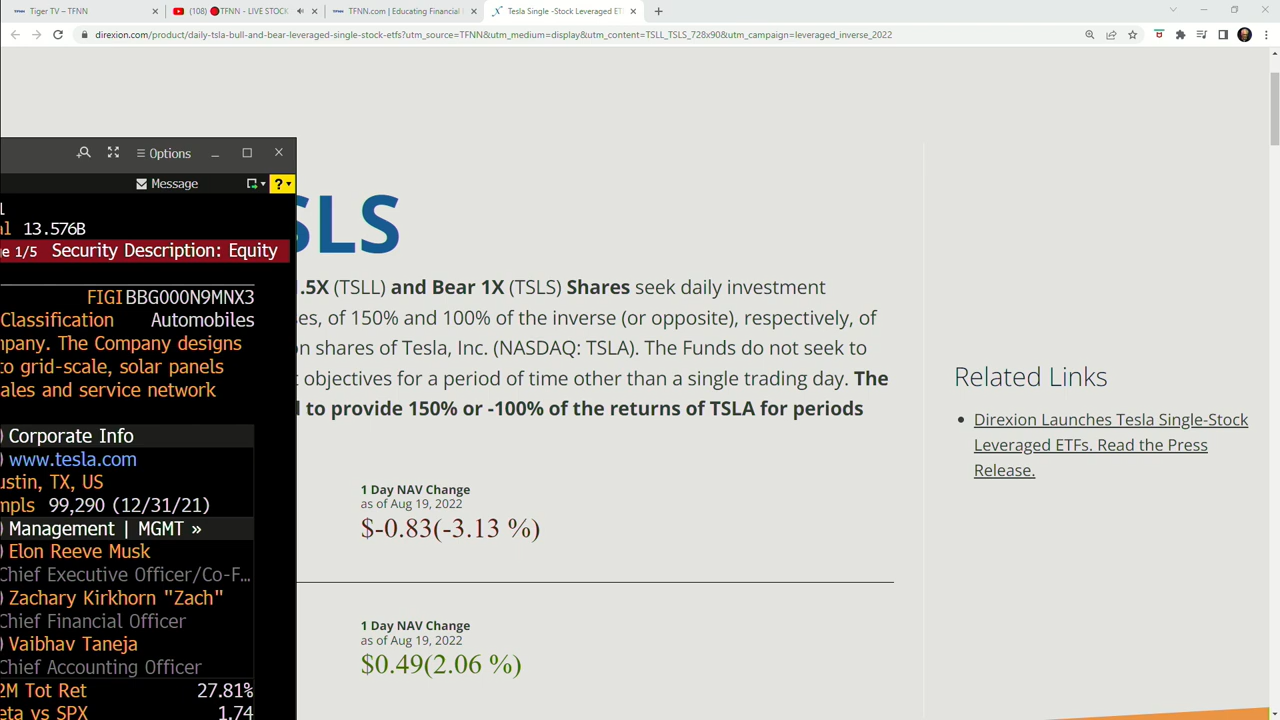 Tiger TV – TFNN
(108) 🔴TFNN - LIVE STOCK
TFNN.com | Educating Financial
Tesla Single -Stock Leveraged ET
direxion.com/product/daily-tsla-bull-and-bear-leveraged-single-stock-etfs?utm_source=TFNN&utm_medium=display&utm_content=TSLL_TSLS_728x90&utm_campaign=leveraged_inverse_2022
Options
Message
13.576B
1/5 Security Description: Equity
FIGI BBG000N9MNX3
Classification Automobiles
mpany. The Company designs
to grid-scale, solar panels
ales and service network
Corporate Info
www.tesla.com
ustin, TX, US
mpls 99,290 (12/31/21)
Management | MGMT »
Elon Reeve Musk
Chief Executive Officer/Co-F...
Zachary Kirkhorn "Zach"
Chief Financial Officer
Vaibhav Taneja
Chief Accounting Officer
2M Tot Ret 27.81%
eta vs SPX 1.74
SLS
.5X (TSLL) and Bear 1X (TSLS) Shares seek daily investment
es, of 150% and 100% of the inverse (or opposite), respectively, of
n shares of Tesla, Inc. (NASDAQ: TSLA). The Funds do not seek to
t objectives for a period of time other than a single trading day. The
d to provide 150% or -100% of the returns of TSLA for periods
1 Day NAV Change
as of Aug 19, 2022
$-0.83(-3.13 %)
1 Day NAV Change
as of Aug 19, 2022
$0.49(2.06 %)
Related Links
Direxion Launches Tesla Single-Stock
Leveraged ETFs. Read the Press
Release.